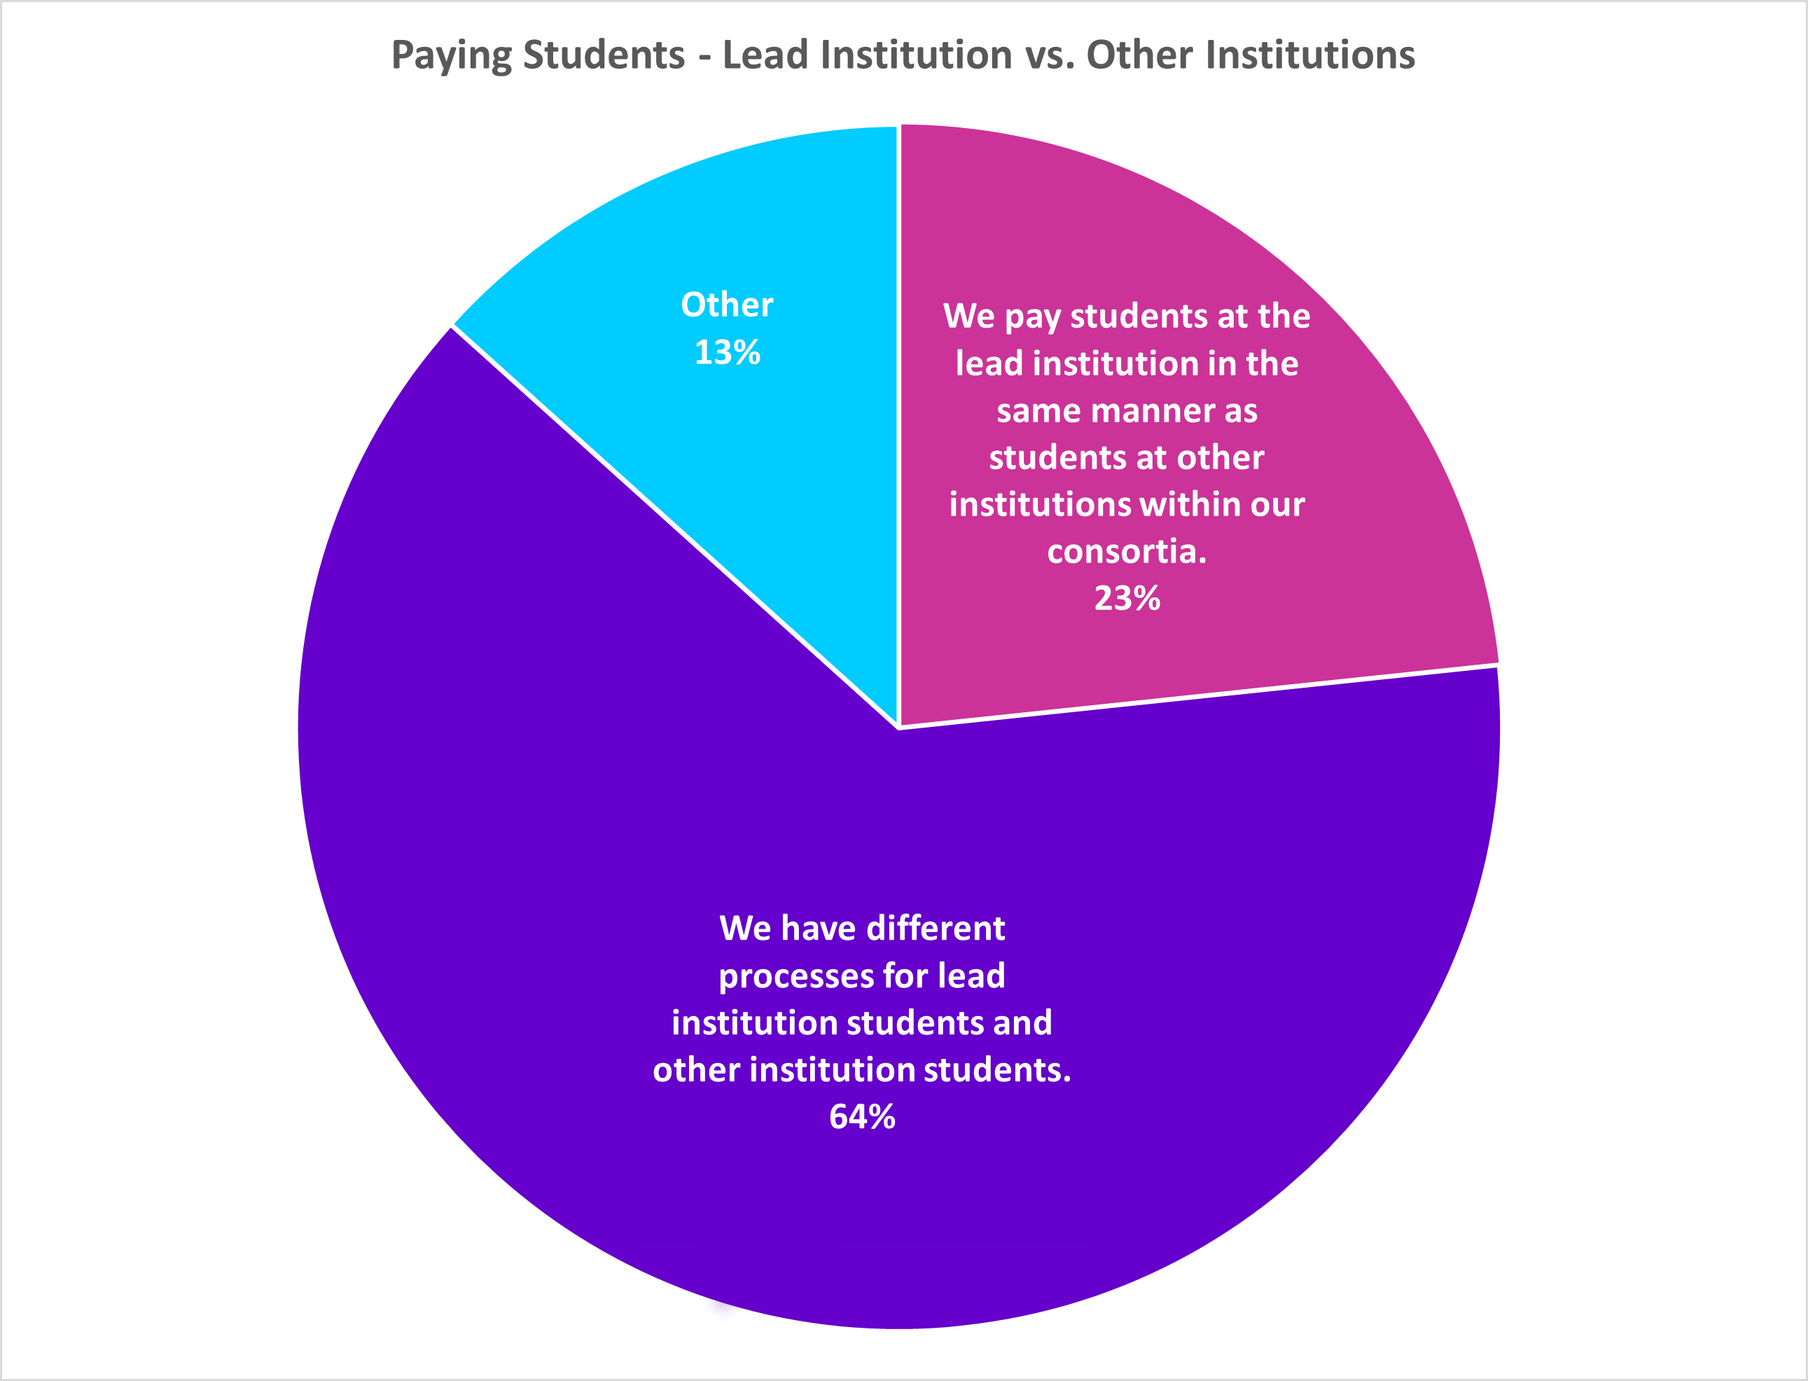 Paying Students - Lead Institution vs. Other Institutions
Other
13%
We pay students at the
lead institution in the
same manner as
students at other
institutions within our
consortia.
23%
We have different
processes for lead
institution students and
other institution students.
64%